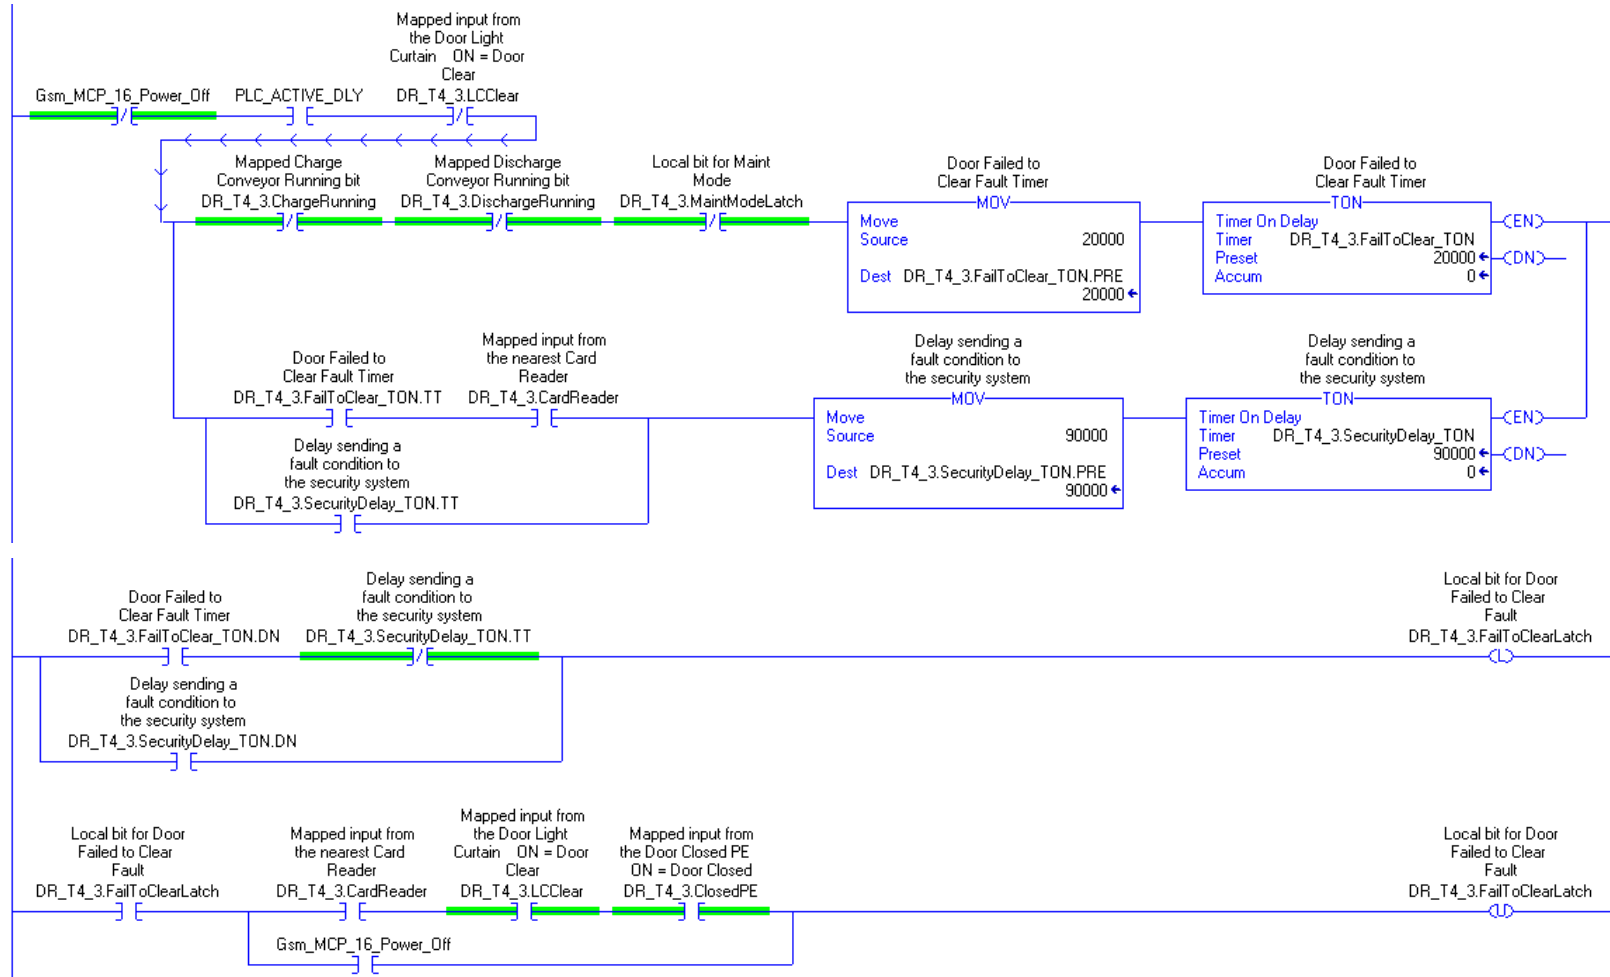 Mapped input from
the Door Light
Curtain    ON = Door
Clear
Gsm_MCP_16_Power_Off
PLC_ACTIVE_DLY
DR_T4_3.LCClear
Mapped Charge
Conveyor Running bit
DR_T4_3.ChargeRunning
Mapped Discharge
Conveyor Running bit
DR_T4_3.DischargeRunning
Local bit for Maint
Mode
DR_T4_3.MaintModeLatch
Door Failed to
Clear Fault Timer
MOV
Move
Source
20000
Dest DR_T4_3.FailToClear_TON.PRE
20000
Door Failed to
Clear Fault Timer
TON
Timer On Delay
Timer DR_T4_3.FailToClear_TON
Preset 20000
Accum 0
EN
DN
Door Failed to
Clear Fault Timer
DR_T4_3.FailToClear_TON.TT
Mapped input from
the nearest Card
Reader
DR_T4_3.CardReader
Delay sending a
fault condition to
the security system
DR_T4_3.SecurityDelay_TON.TT
Delay sending a
fault condition to
the security system
MOV
Move
Source
90000
Dest DR_T4_3.SecurityDelay_TON.PRE
90000
Delay sending a
fault condition to
the security system
TON
Timer On Delay
Timer DR_T4_3.SecurityDelay_TON
Preset 90000
Accum 0
EN
DN
Door Failed to
Clear Fault Timer
DR_T4_3.FailToClear_TON.DN
Delay sending a
fault condition to
the security system
DR_T4_3.SecurityDelay_TON.TT
Local bit for Door
Failed to Clear
Fault
DR_T4_3.FailToClearLatch
L
Delay sending a
fault condition to
the security system
DR_T4_3.SecurityDelay_TON.DN
Local bit for Door
Failed to Clear
Fault
DR_T4_3.FailToClearLatch
Mapped input from
the nearest Card
Reader
DR_T4_3.CardReader
Mapped input from
the Door Light
Curtain    ON = Door
Clear
DR_T4_3.LCClear
Mapped input from
the Door Closed PE
ON = Door Closed
DR_T4_3.ClosedPE
Local bit for Door
Failed to Clear
Fault
DR_T4_3.FailToClearLatch
U
Gsm_MCP_16_Power_Off